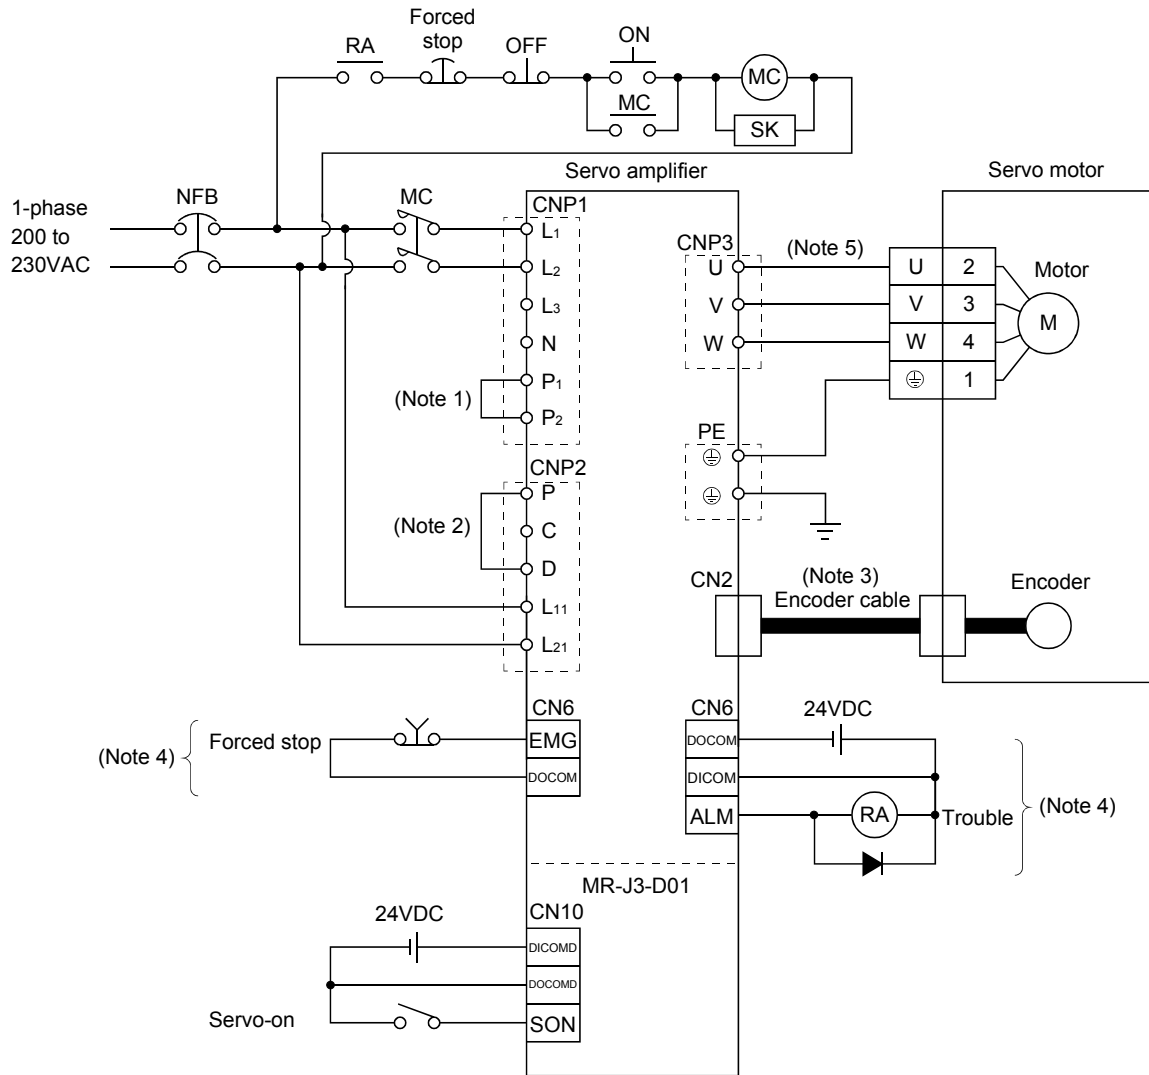 Forced
stop
RA
OFF
ON
MC
MC
SK
Servo amplifier
Servo motor
1-phase
200 to
230VAC
NFB
MC
CNP1
L1
L2
L3
N
P1
P2
(Note 1)
CNP2
P
C
D
L11
L21
(Note 2)
CNP3
U
V
W
(Note 5)
U 2
V 3
W 4
1
Motor
M
PE
CN2
(Note 3)
Encoder cable
Encoder
(Note 4)
Forced stop
CN6
EMG
DOCOM
CN6
DOCOM
DICOM
ALM
24VDC
RA
Trouble
(Note 4)
MR-J3-D01
CN10
24VDC
DICOMD
DOCOMD
SON
Servo-on